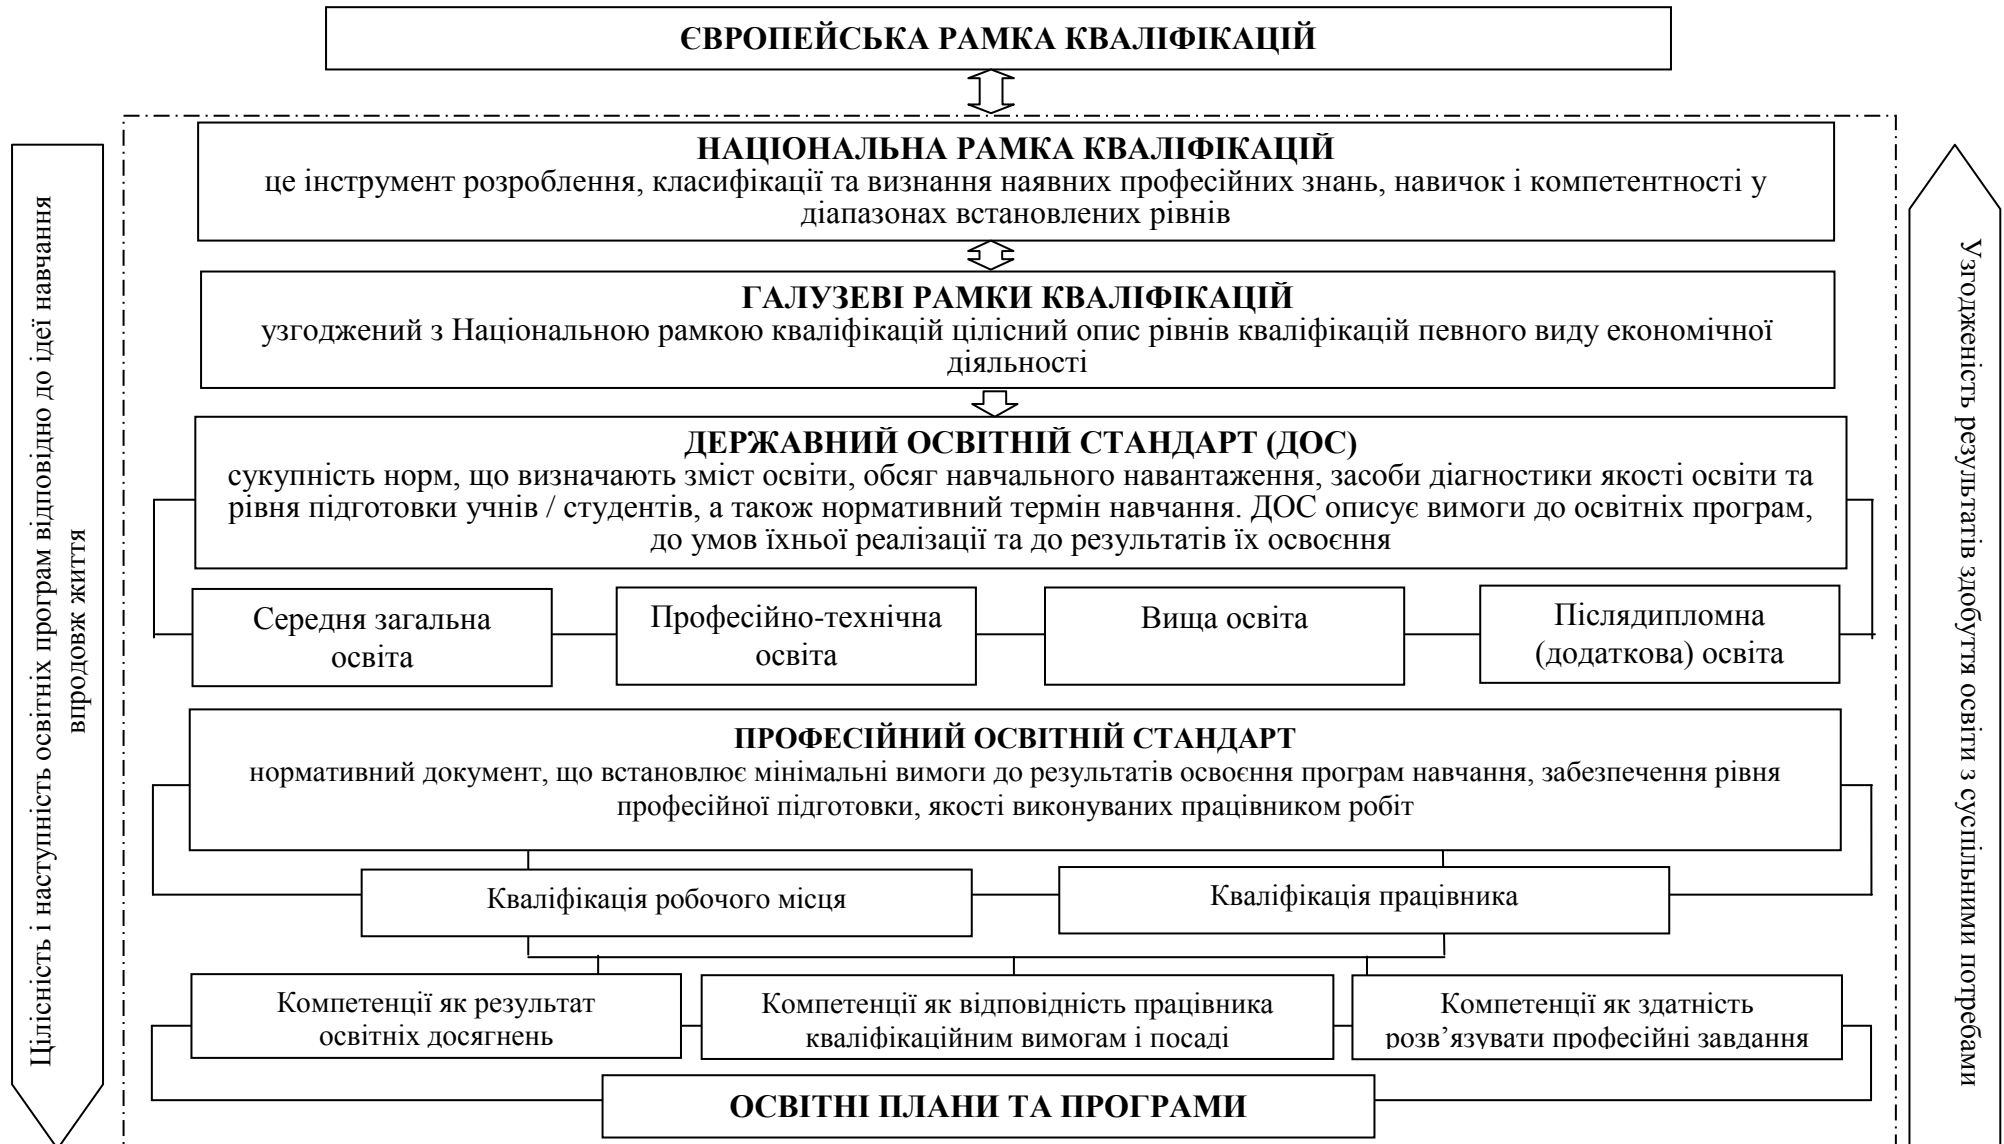 ЄВРОПЕЙСЬКА РАМКА КВАЛІФІКАЦІЙ
НАЦІОНАЛЬНА РАМКА КВАЛІФІКАЦІЙ
це інструмент розроблення, класифікації та визнання наявних професійних знань, навичок і компетентності у
діапазонах встановлених рівнів
ГАЛУЗЕВІ РАМКИ КВАЛІФІКАЦІЙ
узгоджений з Національною рамкою кваліфікацій цілісний опис рівнів кваліфікацій певного виду економічної
діяльності
ДЕРЖАВНИЙ ОСВІТНІЙ СТАНДАРТ (ДОС)
сукупність норм, що визначають зміст освіти, обсяг навчального навантаження, засоби діагностики якості освіти та
рівня підготовки учнів / студентів, а також нормативний термін навчання. ДОС описує вимоги до освітніх програм,
до умов їхньої реалізації та до результатів їх освоєння
Середня загальна
освіта
Професійно-технічна
освіта
Вища освіта
Післядипломна
(додаткова) освіта
ПРОФЕСІЙНИЙ ОСВІТНІЙ СТАНДАРТ
нормативний документ, що встановлює мінімальні вимоги до результатів освоєння програм навчання, забезпечення рівня
професійної підготовки, якості виконуваних працівником робіт
Кваліфікація робочого місця
Кваліфікація працівника
Компетенції як результат
освітніх досягнень
Компетенції як відповідність працівника
кваліфікаційним вимогам і посаді
Компетенції як здатність
розв’язувати професійні завдання
ОСВІТНІ ПЛАНИ ТА ПРОГРАМИ
Цілісність і наступність освітніх програм відповідно до ідеї навчання
впродовж життя
Узгодженість результатів здобуття освіти з суспільними потребами